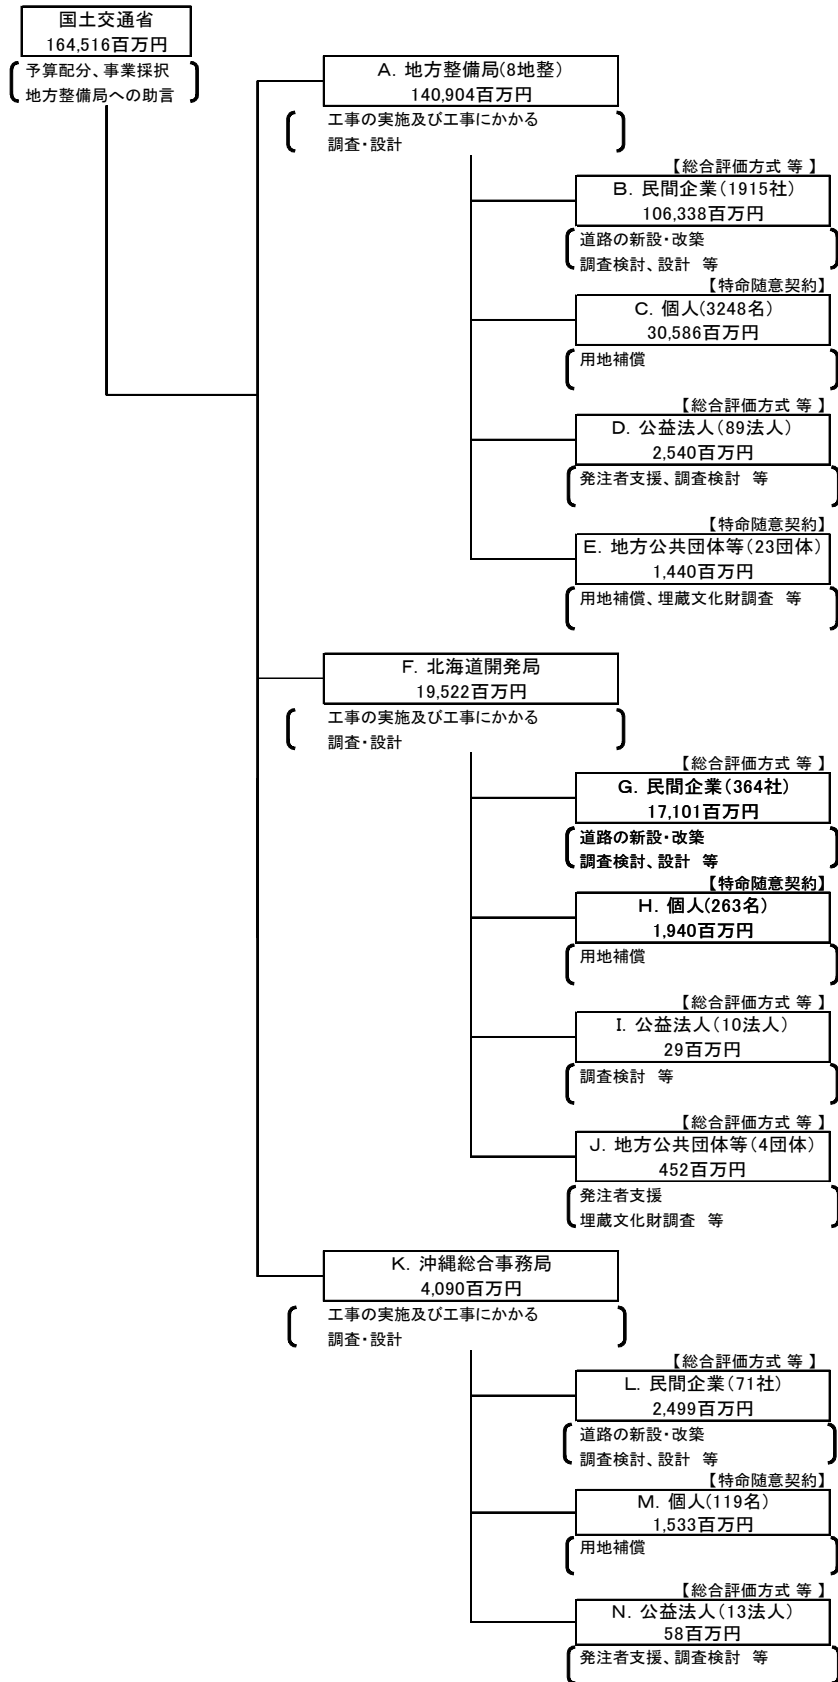 国土交通省
164,516百万円
予算配分、事業採択
地方整備局への助言
A. 地方整備局(8地整)
140,904百万円
工事の実施及び工事にかかる
調査・設計
【総合評価方式 等 】
B. 民間企業(1915社)
106,338百万円
道路の新設・改築
調査検討、設計 等
【特命随意契約】
C. 個人(3248名)
30,586百万円
用地補償
【総合評価方式 等 】
D. 公益法人(89法人)
2,540百万円
発注者支援、調査検討 等
【特命随意契約】
E. 地方公共団体等(23団体)
1,440百万円
用地補償、埋蔵文化財調査 等
F. 北海道開発局
19,522百万円
工事の実施及び工事にかかる
調査・設計
【総合評価方式 等 】
G. 民間企業(364社)
17,101百万円
道路の新設・改築
調査検討、設計 等
【特命随意契約】
H. 個人(263名)
1,940百万円
用地補償
【総合評価方式 等 】
I. 公益法人(10法人)
29百万円
調査検討 等
【総合評価方式 等 】
J. 地方公共団体等(4団体)
452百万円
発注者支援
埋蔵文化財調査 等
K. 沖縄総合事務局
4,090百万円
工事の実施及び工事にかかる
調査・設計
【総合評価方式 等 】
L. 民間企業(71社)
2,499百万円
道路の新設・改築
調査検討、設計 等
【特命随意契約】
M. 個人(119名)
1,533百万円
用地補償
【総合評価方式 等 】
N. 公益法人(13法人)
58百万円
発注者支援、調査検討 等